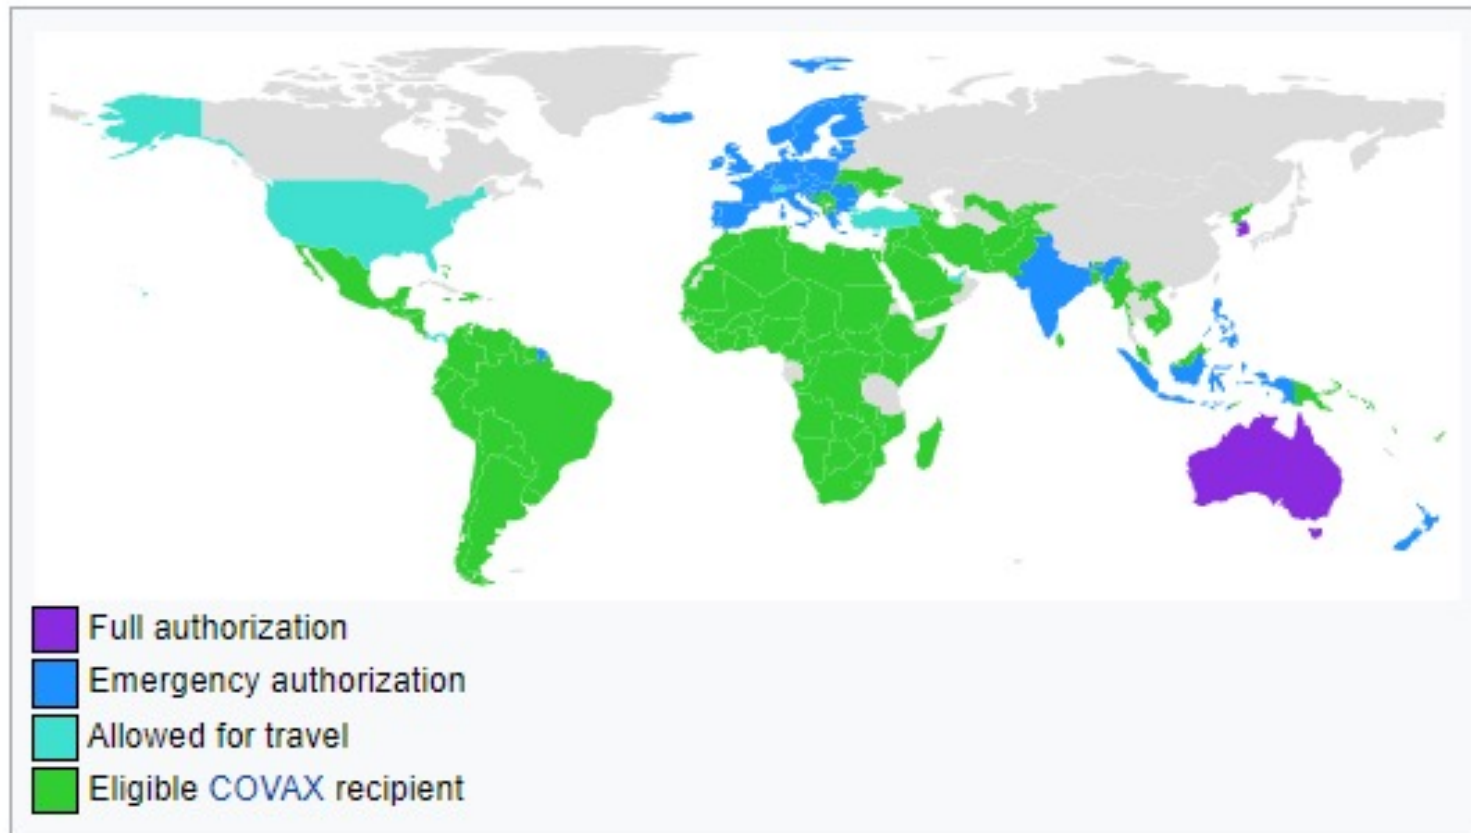 Full authorization
Emergency authorization
Allowed for travel
Eligible COVAX recipient